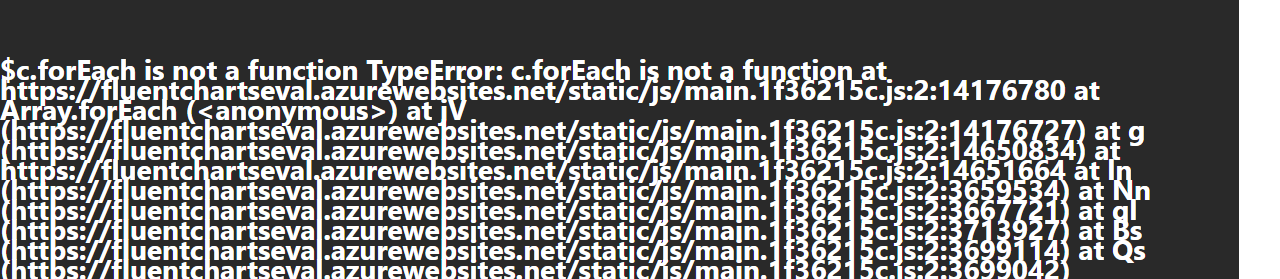 $c.forEach is not a function TypeError: c.forEach is not a function at
https://fluentchartseval.azurewebsites.net/static/js/main.1f36215c.js:2:14176780 at
Array.forEach (<anonymous>) at jV
(https://fluentchartseval.azurewebsites.net/static/js/main.1f36215c.js:2:14176727) at g
(https://fluentchartseval.azurewebsites.net/static/js/main.1f36215c.js:2:14650834) at
https://fluentchartseval.azurewebsites.net/static/js/main.1f36215c.js:2:14651664 at In
(https://fluentchartseval.azurewebsites.net/static/js/main.1f36215c.js:2:3659534) at Nn
(https://fluentchartseval.azurewebsites.net/static/js/main.1f36215c.js:2:3667721) at gl
(https://fluentchartseval.azurewebsites.net/static/js/main.1f36215c.js:2:3713927) at Bs
(https://fluentchartseval.azurewebsites.net/static/js/main.1f36215c.js:2:3699114) at Qs
(https://fluentchartseval.azurewebsites.net/static/js/main.1f36215c.js:2:3699042)